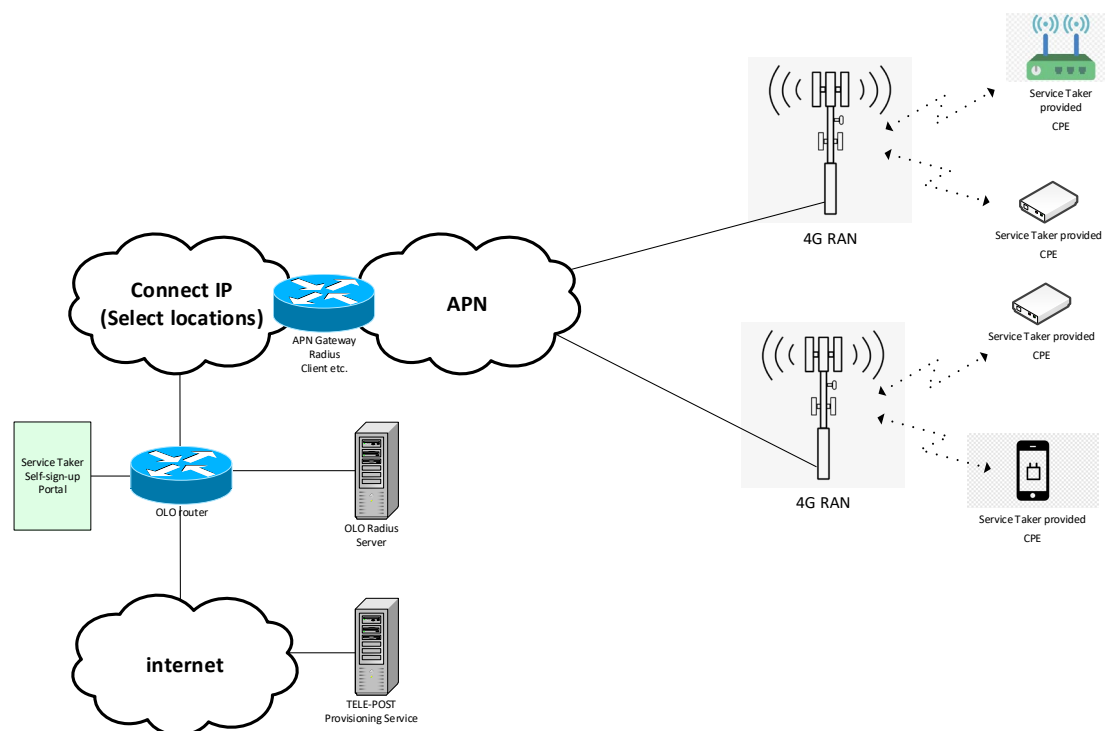 Service Taker
provided
CPE
4G RAN
Service Taker provided
CPE
Connect IP
(Select locations)
APN Gateway
Radius
Client etc.
APN
Service Taker provided
CPE
4G RAN
Service Taker provided
CPE
Service Taker
Self-sign-up
Portal
OLO router
OLO Radius
Server
internet
TELE-POST
Provisioning Service